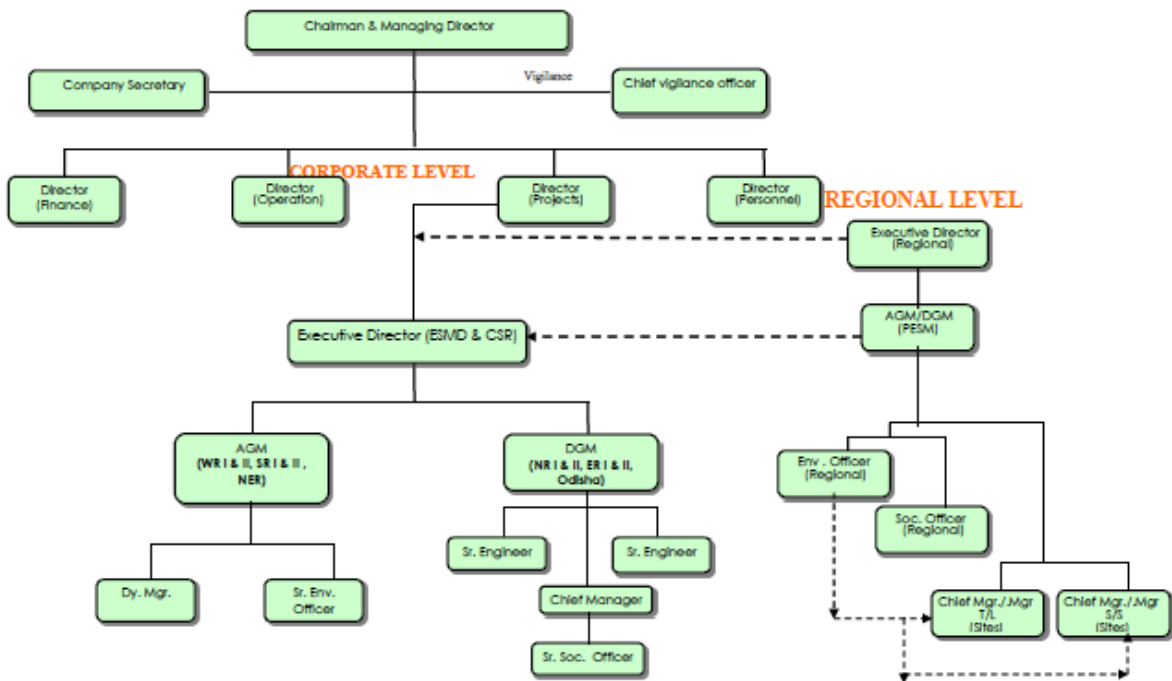 Chairman & Managing Director
Company Secretary
Vigilance
Chief vigilance officer
CORPORATE LEVEL
Director
(Finance)
Director
(Operation)
Director
(Projects)
Director
(Personnel)
REGIONAL LEVEL
Executive Director
(Regional)
Executive Director (ESMD & CSR)
AGM/DGM
(PESM)
AGM
(WR I & II, SR I & II ,
NER)
DGM
(NR I & II, ER I & II,
Odisha)
Env . Officer
(Regional)
Soc. Officer
(Regional)
Sr. Engineer
Sr. Engineer
Dy. Mgr.
Sr. Env.
Officer
Chief Manager
Sr. Soc. Officer
Chief Mgr./.Mgr
T/L
(Sites)
Chief Mgr./.Mgr
S/S
(Sites)